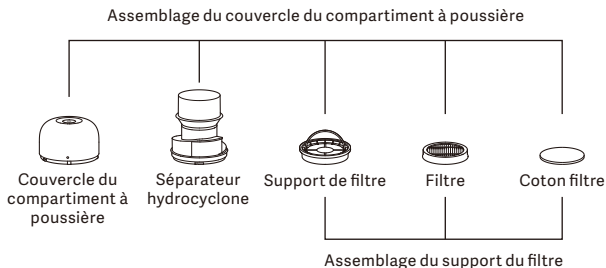 Assemblage du couvercle du compartiment à poussière
Couvercle du
compartiment à
poussière
Séparateur
hydrocyclone
Support de filtre
Filtre
Coton filtre
Assemblage du support du filtre